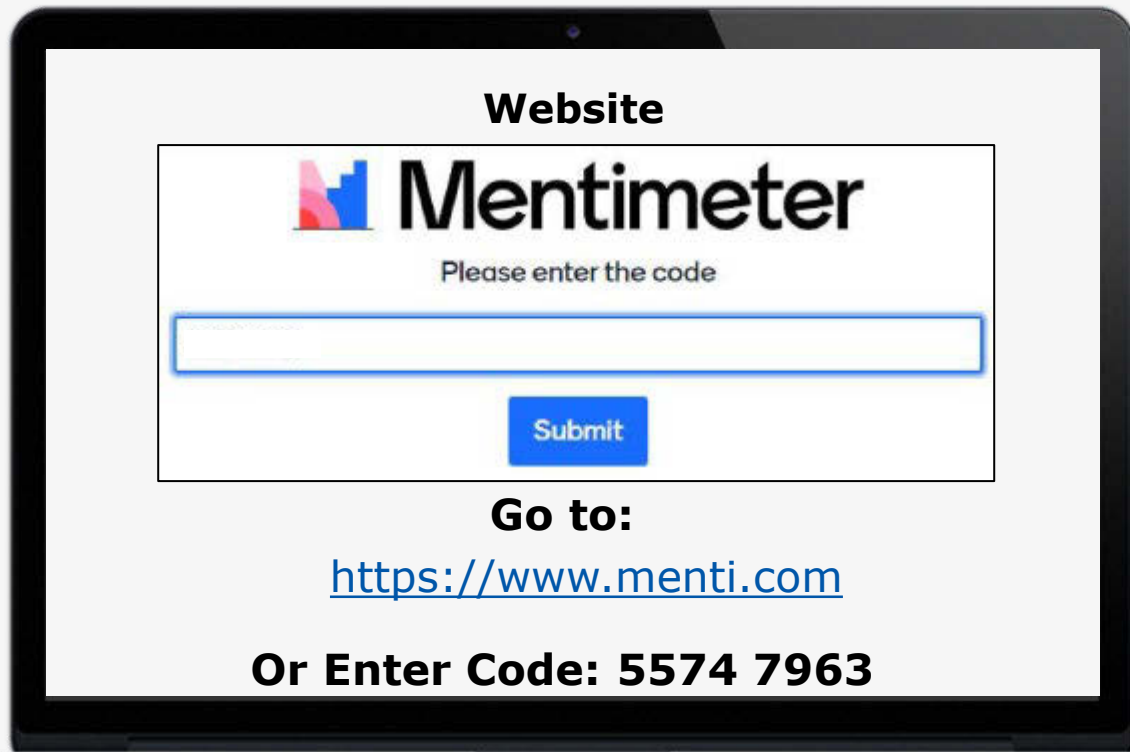 Website
Mentimeter
Please enter the code
Submit
Go to:
https://www.menti.com
Or Enter Code: 5574 7963